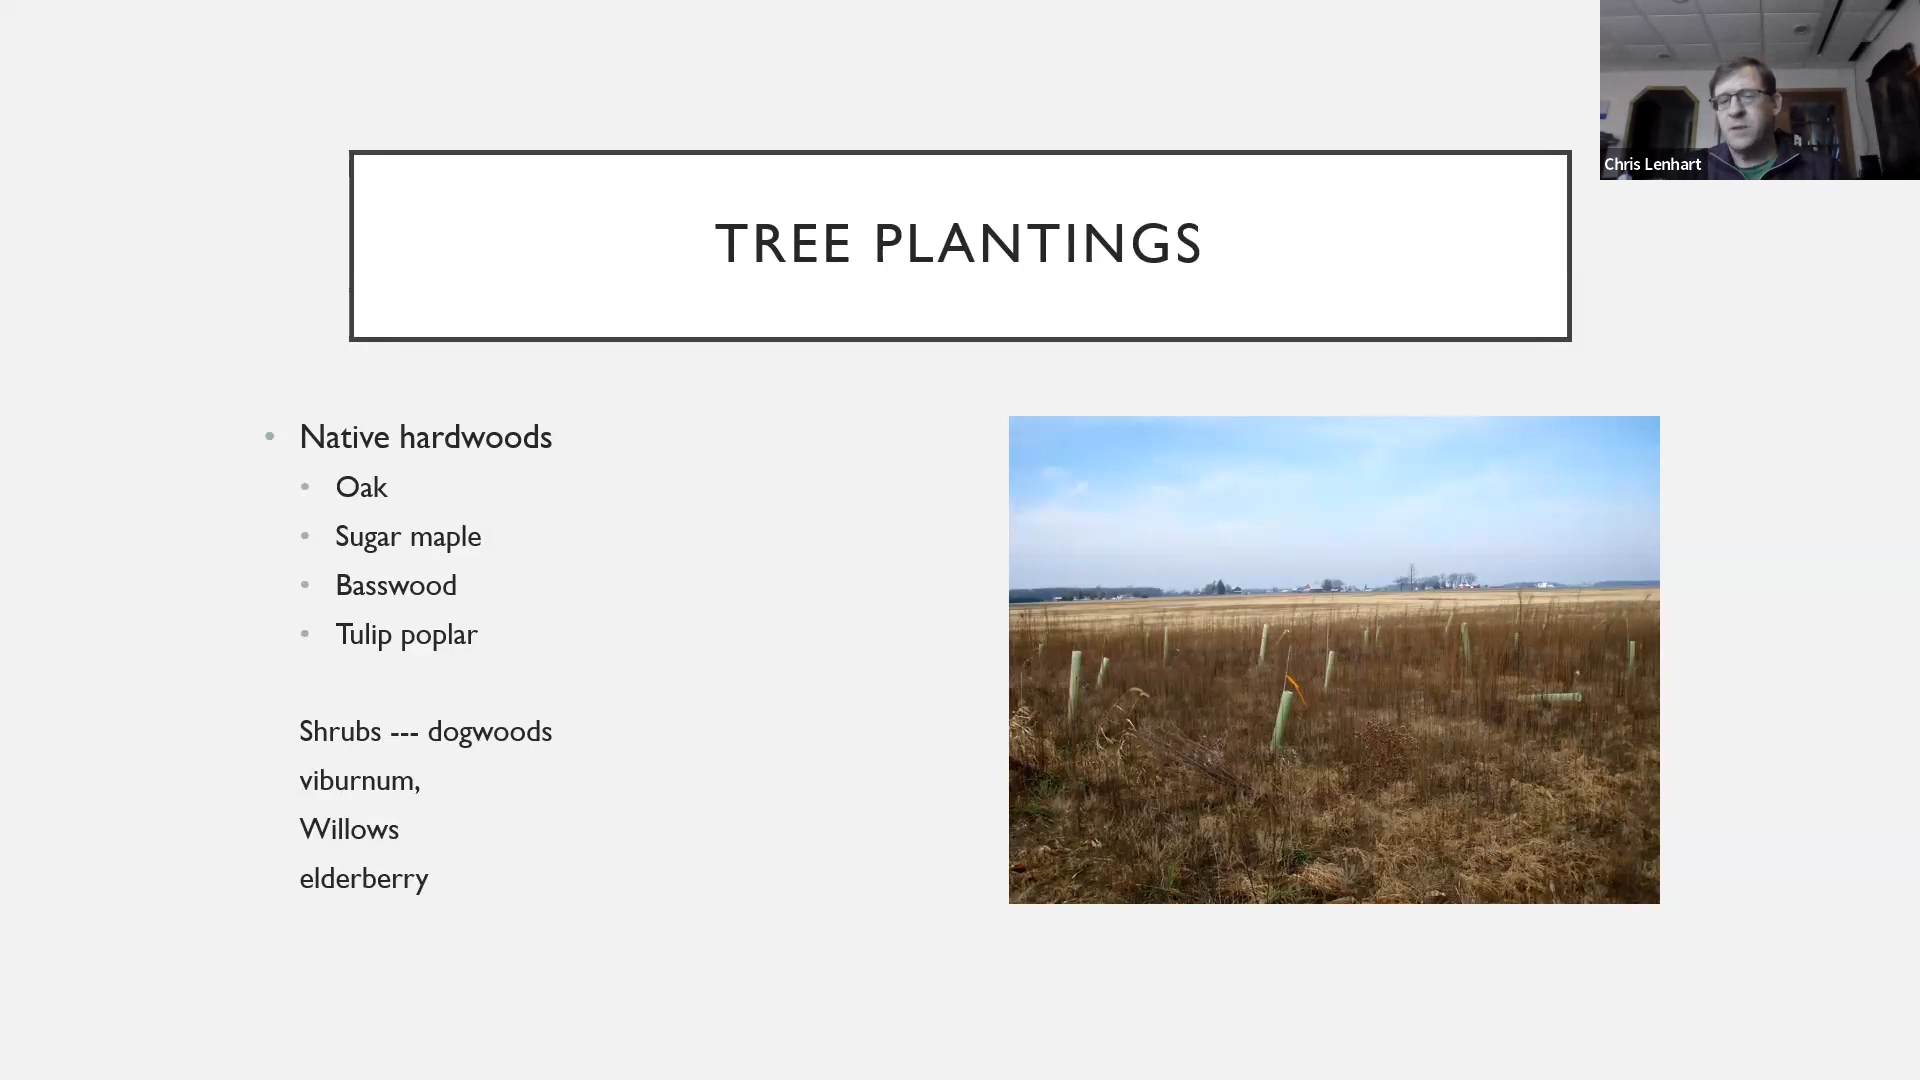 Chris Lenhart
TREE PLANTINGS
• Native hardwoods
• Oak
• Sugar maple
• Basswood
• Tulip poplar
Shrubs --- dogwoods
viburnum,
Willows
elderberry